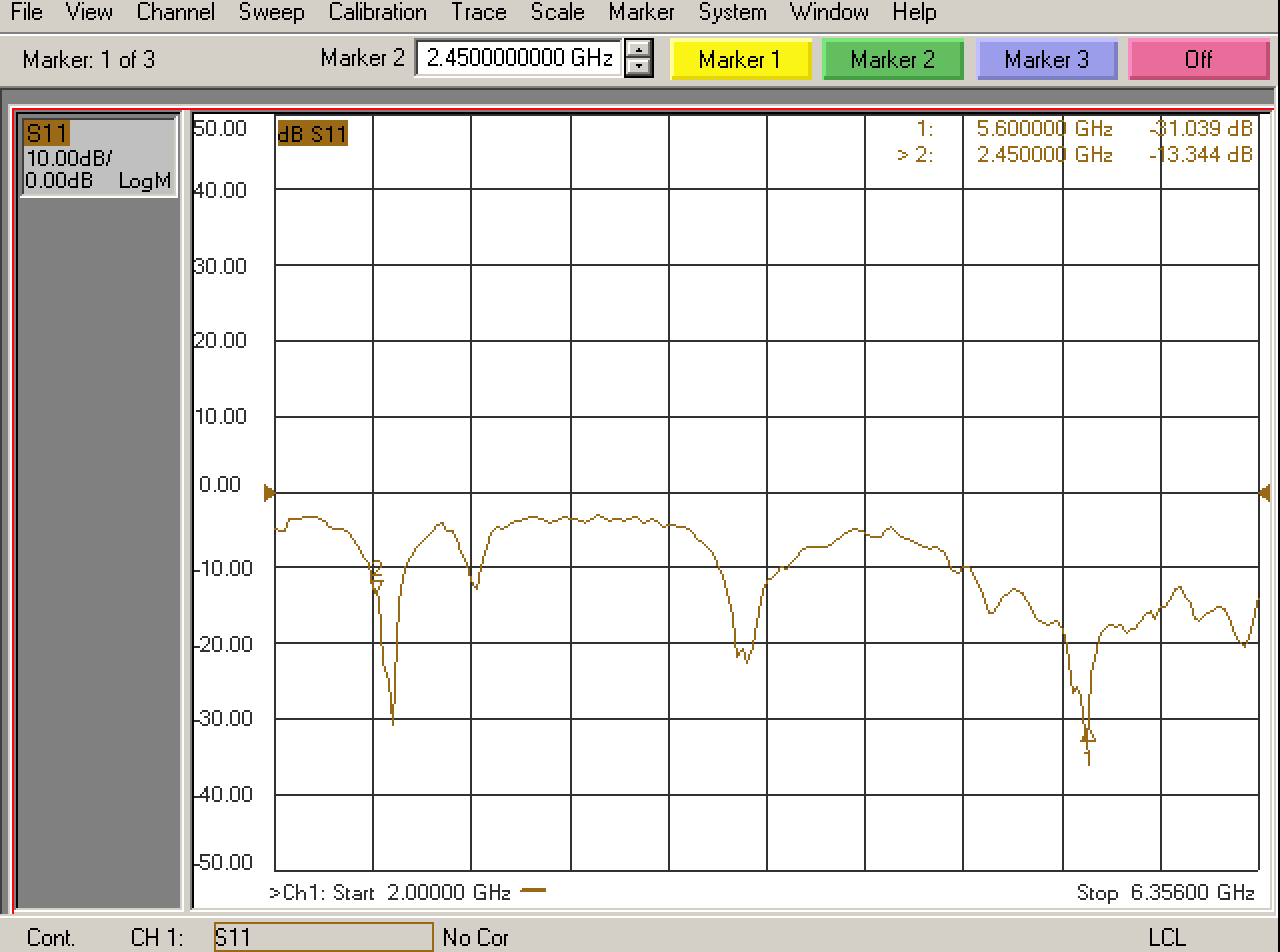 File View Channel Sweep Calibration Trace Scale Marker System Window Help
Marker: 1 of 3 Marker 2 2.4500000000 GHz Marker 1 Marker 2 Marker 3 Off
S11
10.00dB/
0.00dB LogM
dB S11
1: 5.600000 GHz -31.039 dB
> 2: 2.450000 GHz -13.344 dB
50.00
40.00
30.00
20.00
10.00
0.00
-10.00
-20.00
-30.00
-40.00
-50.00
2
1
>Ch1: Start 2.00000 GHz
Stop 6.35600 GHz
Cont. CH 1: S11 No Cor LCL